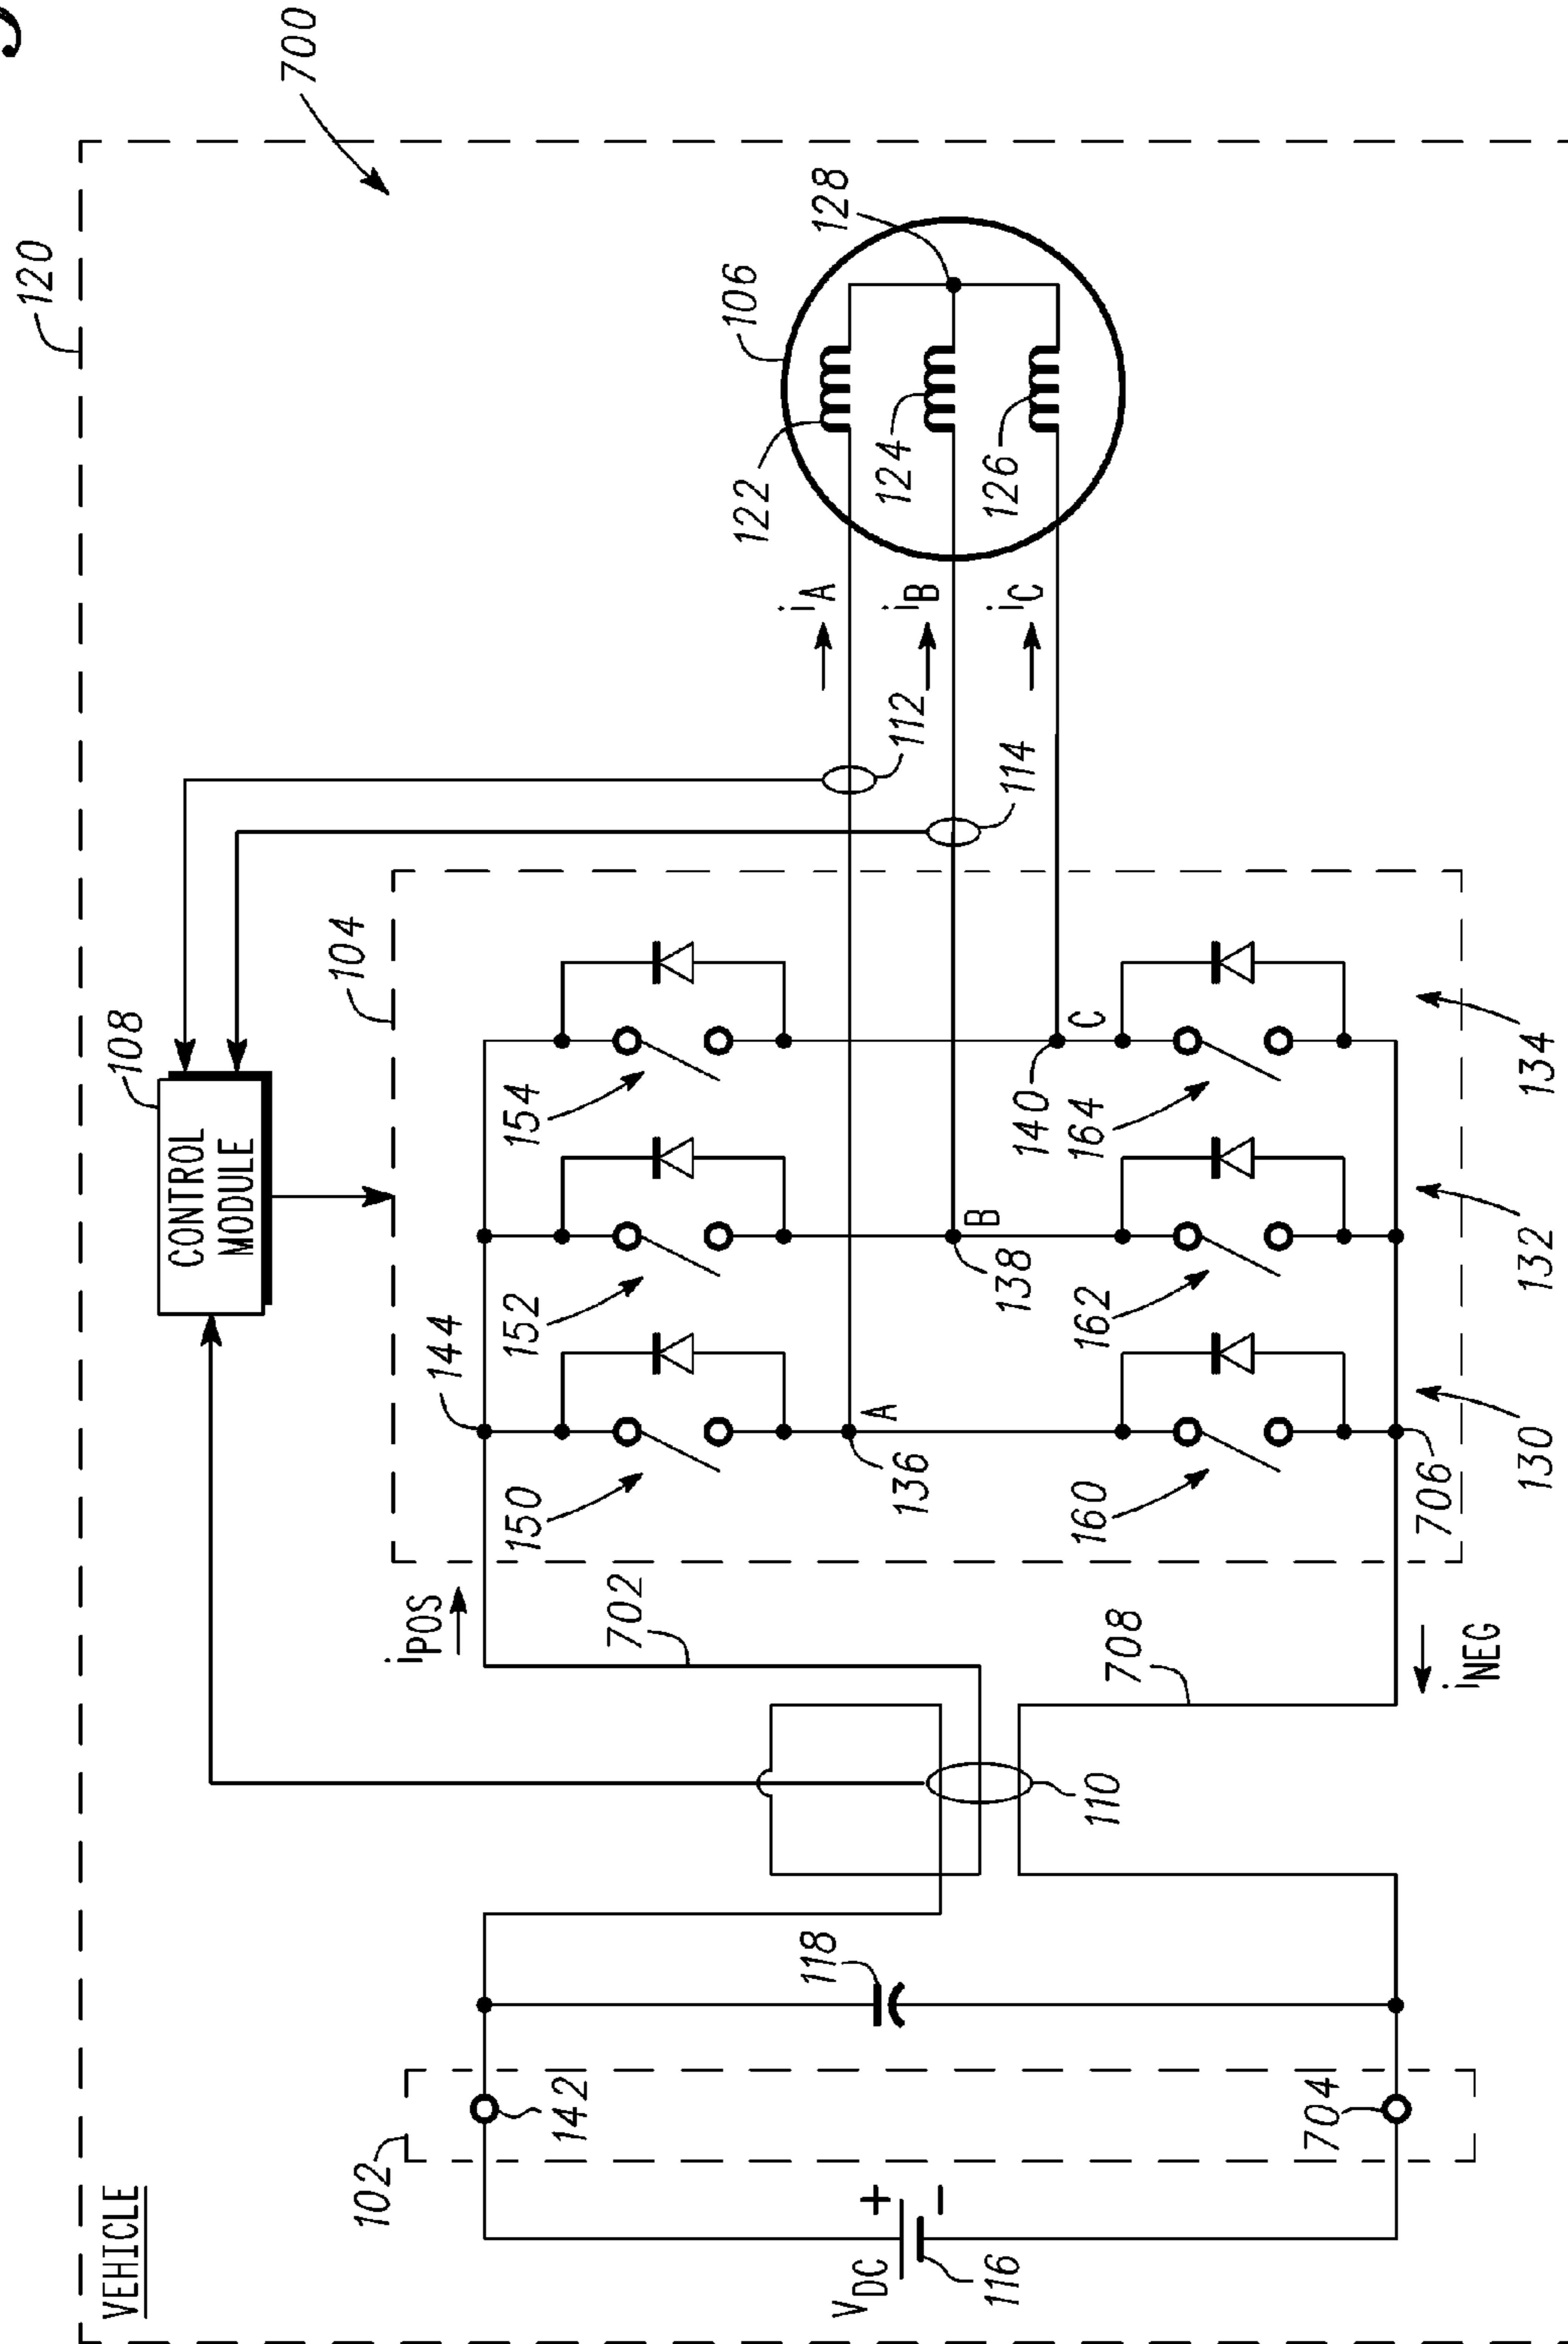 120
700
VEHICLE
108
CONTROL
MODULE
104
144
102
142
iPOS
150
152
154
702
118
VDC
+
−
116
110
136
A
138
B
140
C
112
114
iA
iB
iC
106
122
124
126
128
708
160
162
164
704
706
iNEG
130
132
134